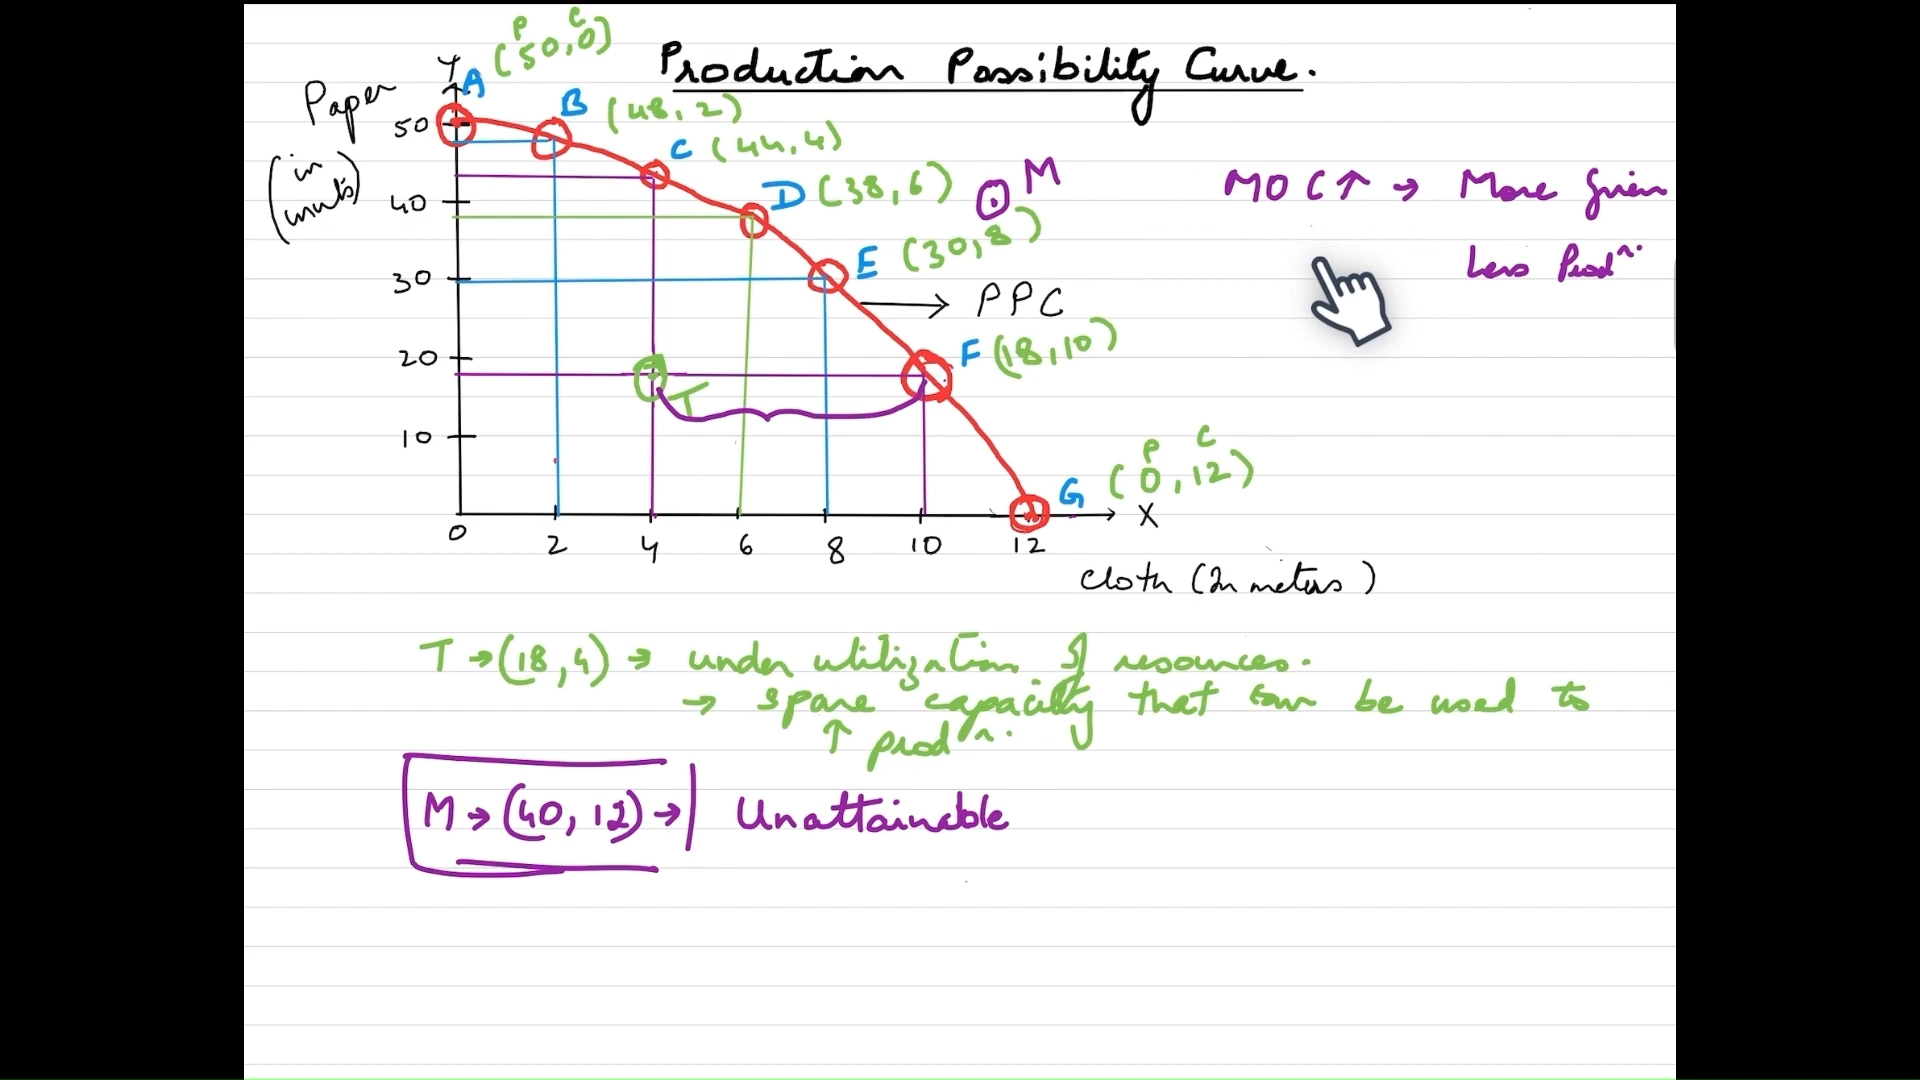 Production Possibility Curve.
Y
A
P C
(50,0)
Paper
(in units)
50
40
30
20
10
0
B (48,2)
C (44,4)
D (38,6)
M
E (30,8)
→ PPC
F (18,10)
T
P C
G (0,12)
X
2 4 6 8 10 12
Cloth (In meters)
MOC↑ → More given
Less Prodn.
T→(18,4)→ under utilization of resources.
→ spare capacity that can be used to
↑ prodn.
M→(40,12)→ Unattainable